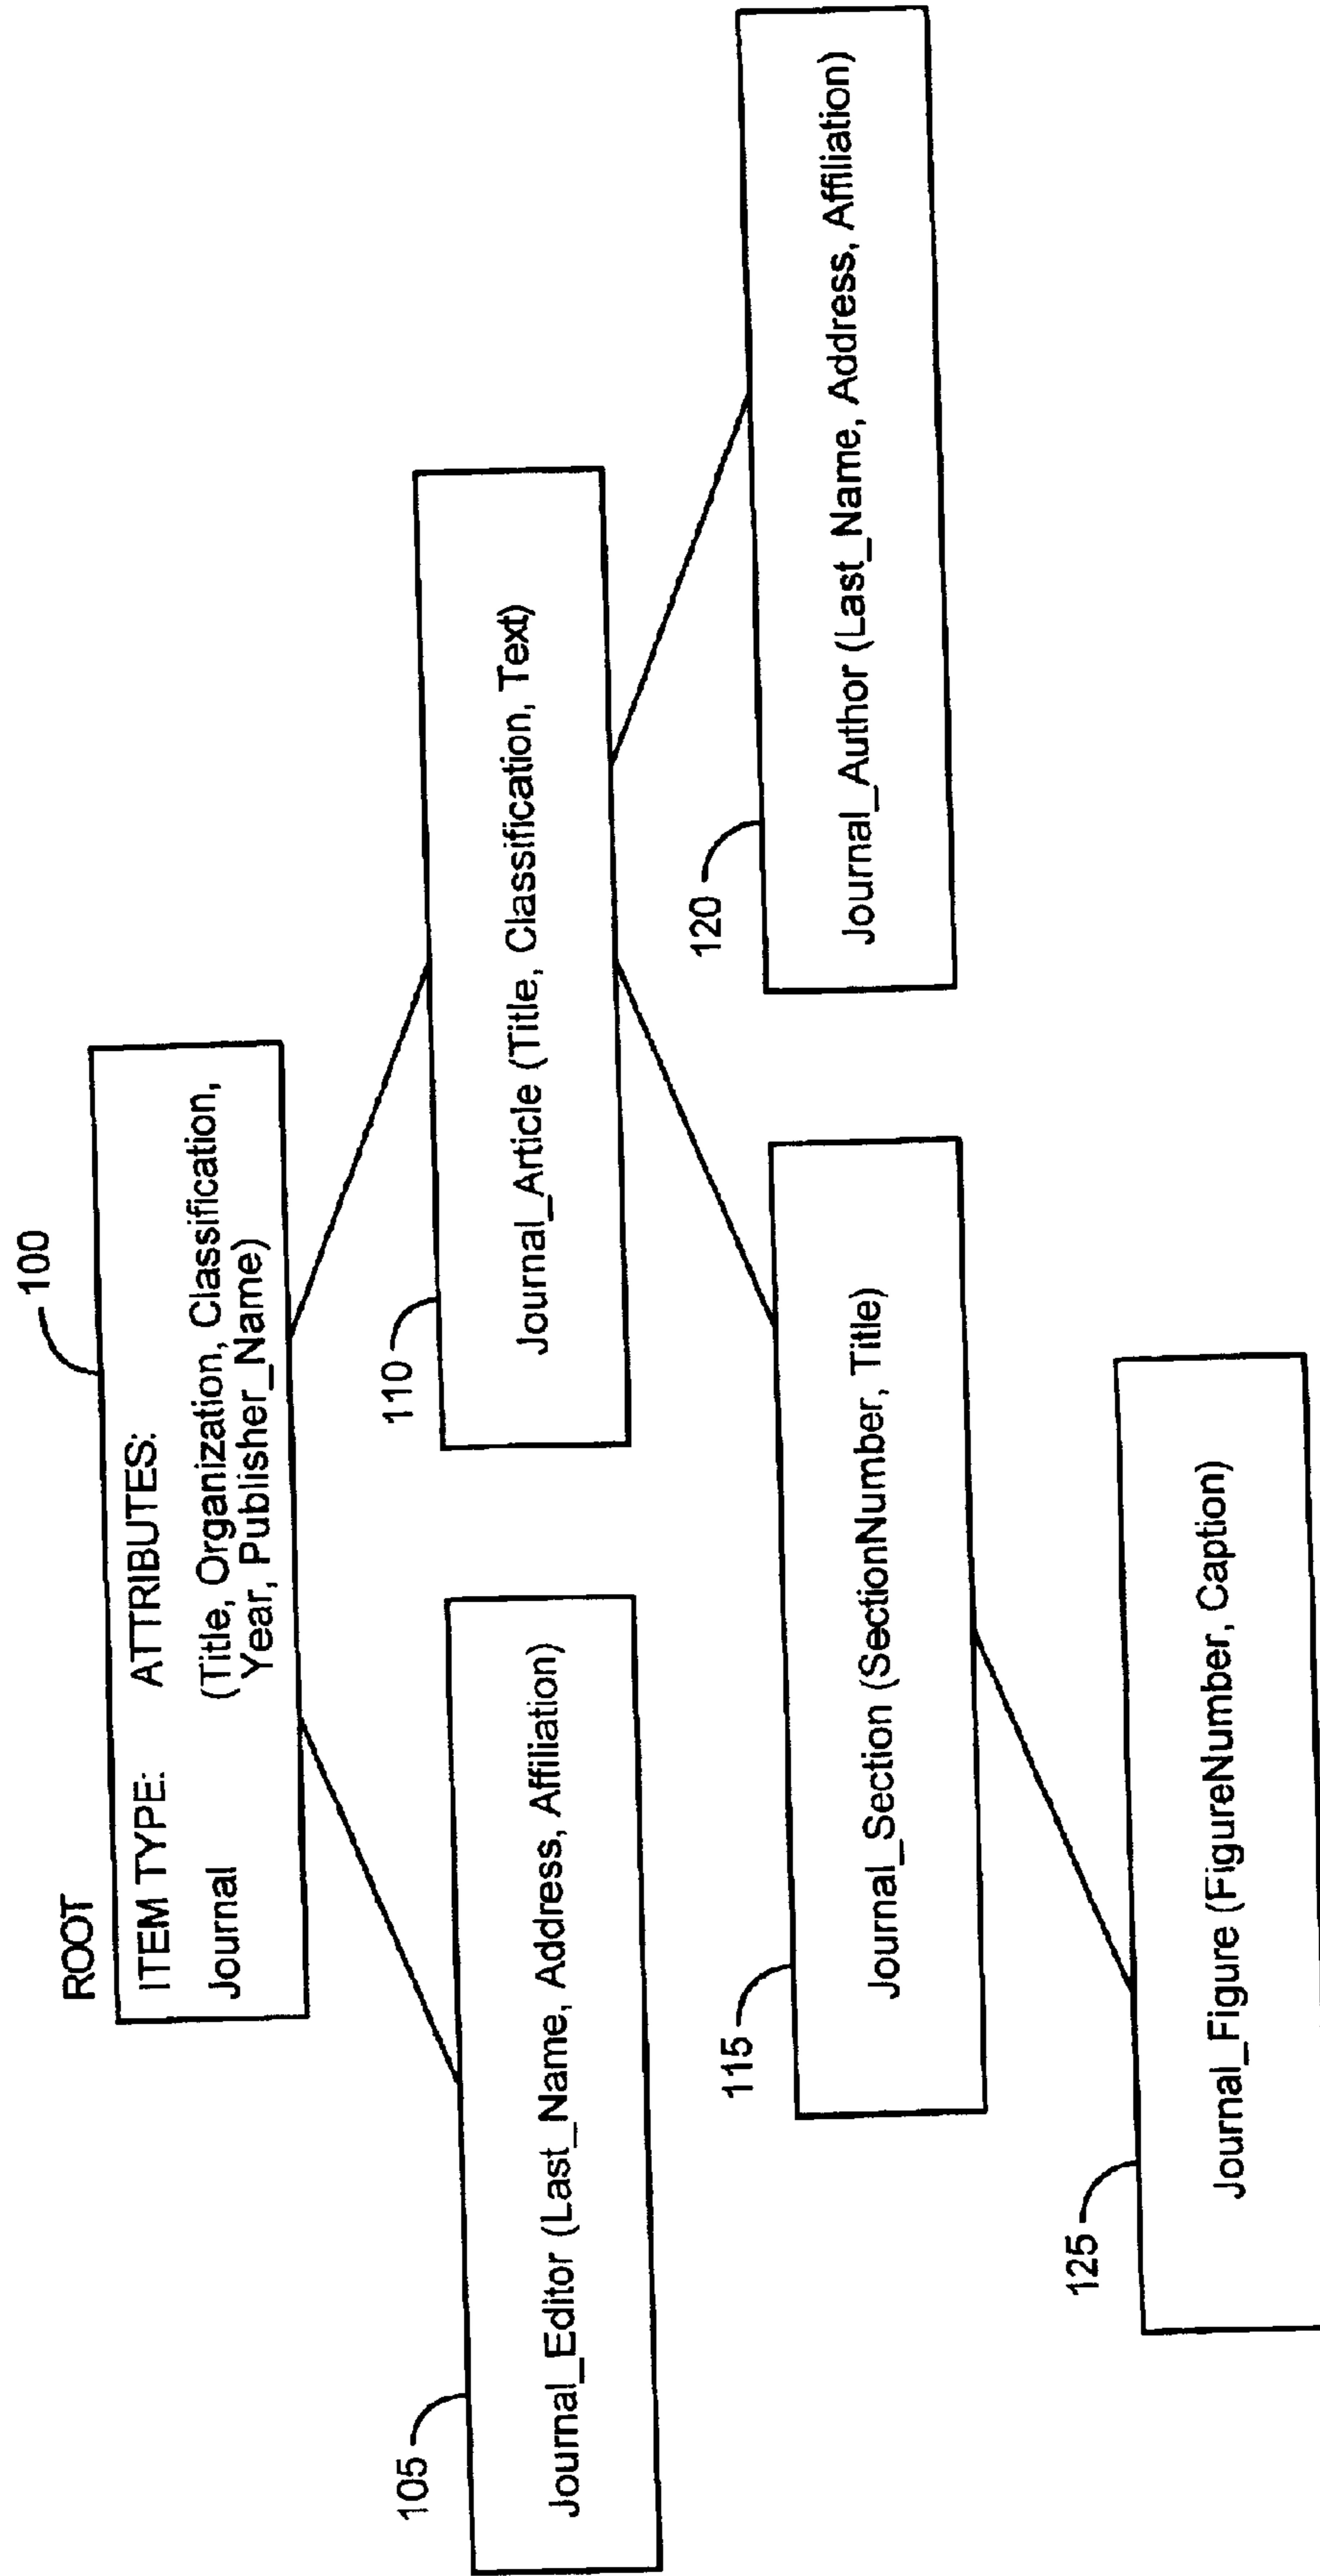 ROOT
100
ITEM TYPE: ATTRIBUTES:
Journal (Title, Organization, Classification,
Year, Publisher_Name)
105
Journal_Editor (Last_Name, Address, Affiliation)
110
Journal_Article (Title, Classification, Text)
115
Journal_Section (SectionNumber, Title)
120
Journal_Author (Last_Name, Address, Affiliation)
125
Journal_Figure (FigureNumber, Caption)